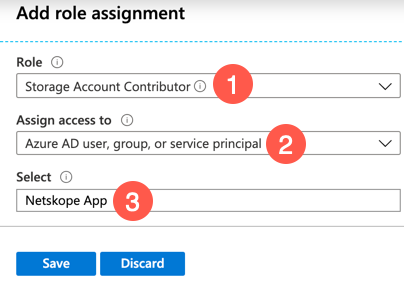 Add role assignment
Role
Storage Account Contributor 1
Assign access to
Azure AD user, group, or service principal 2
Select
Netskope App 3
Save Discard